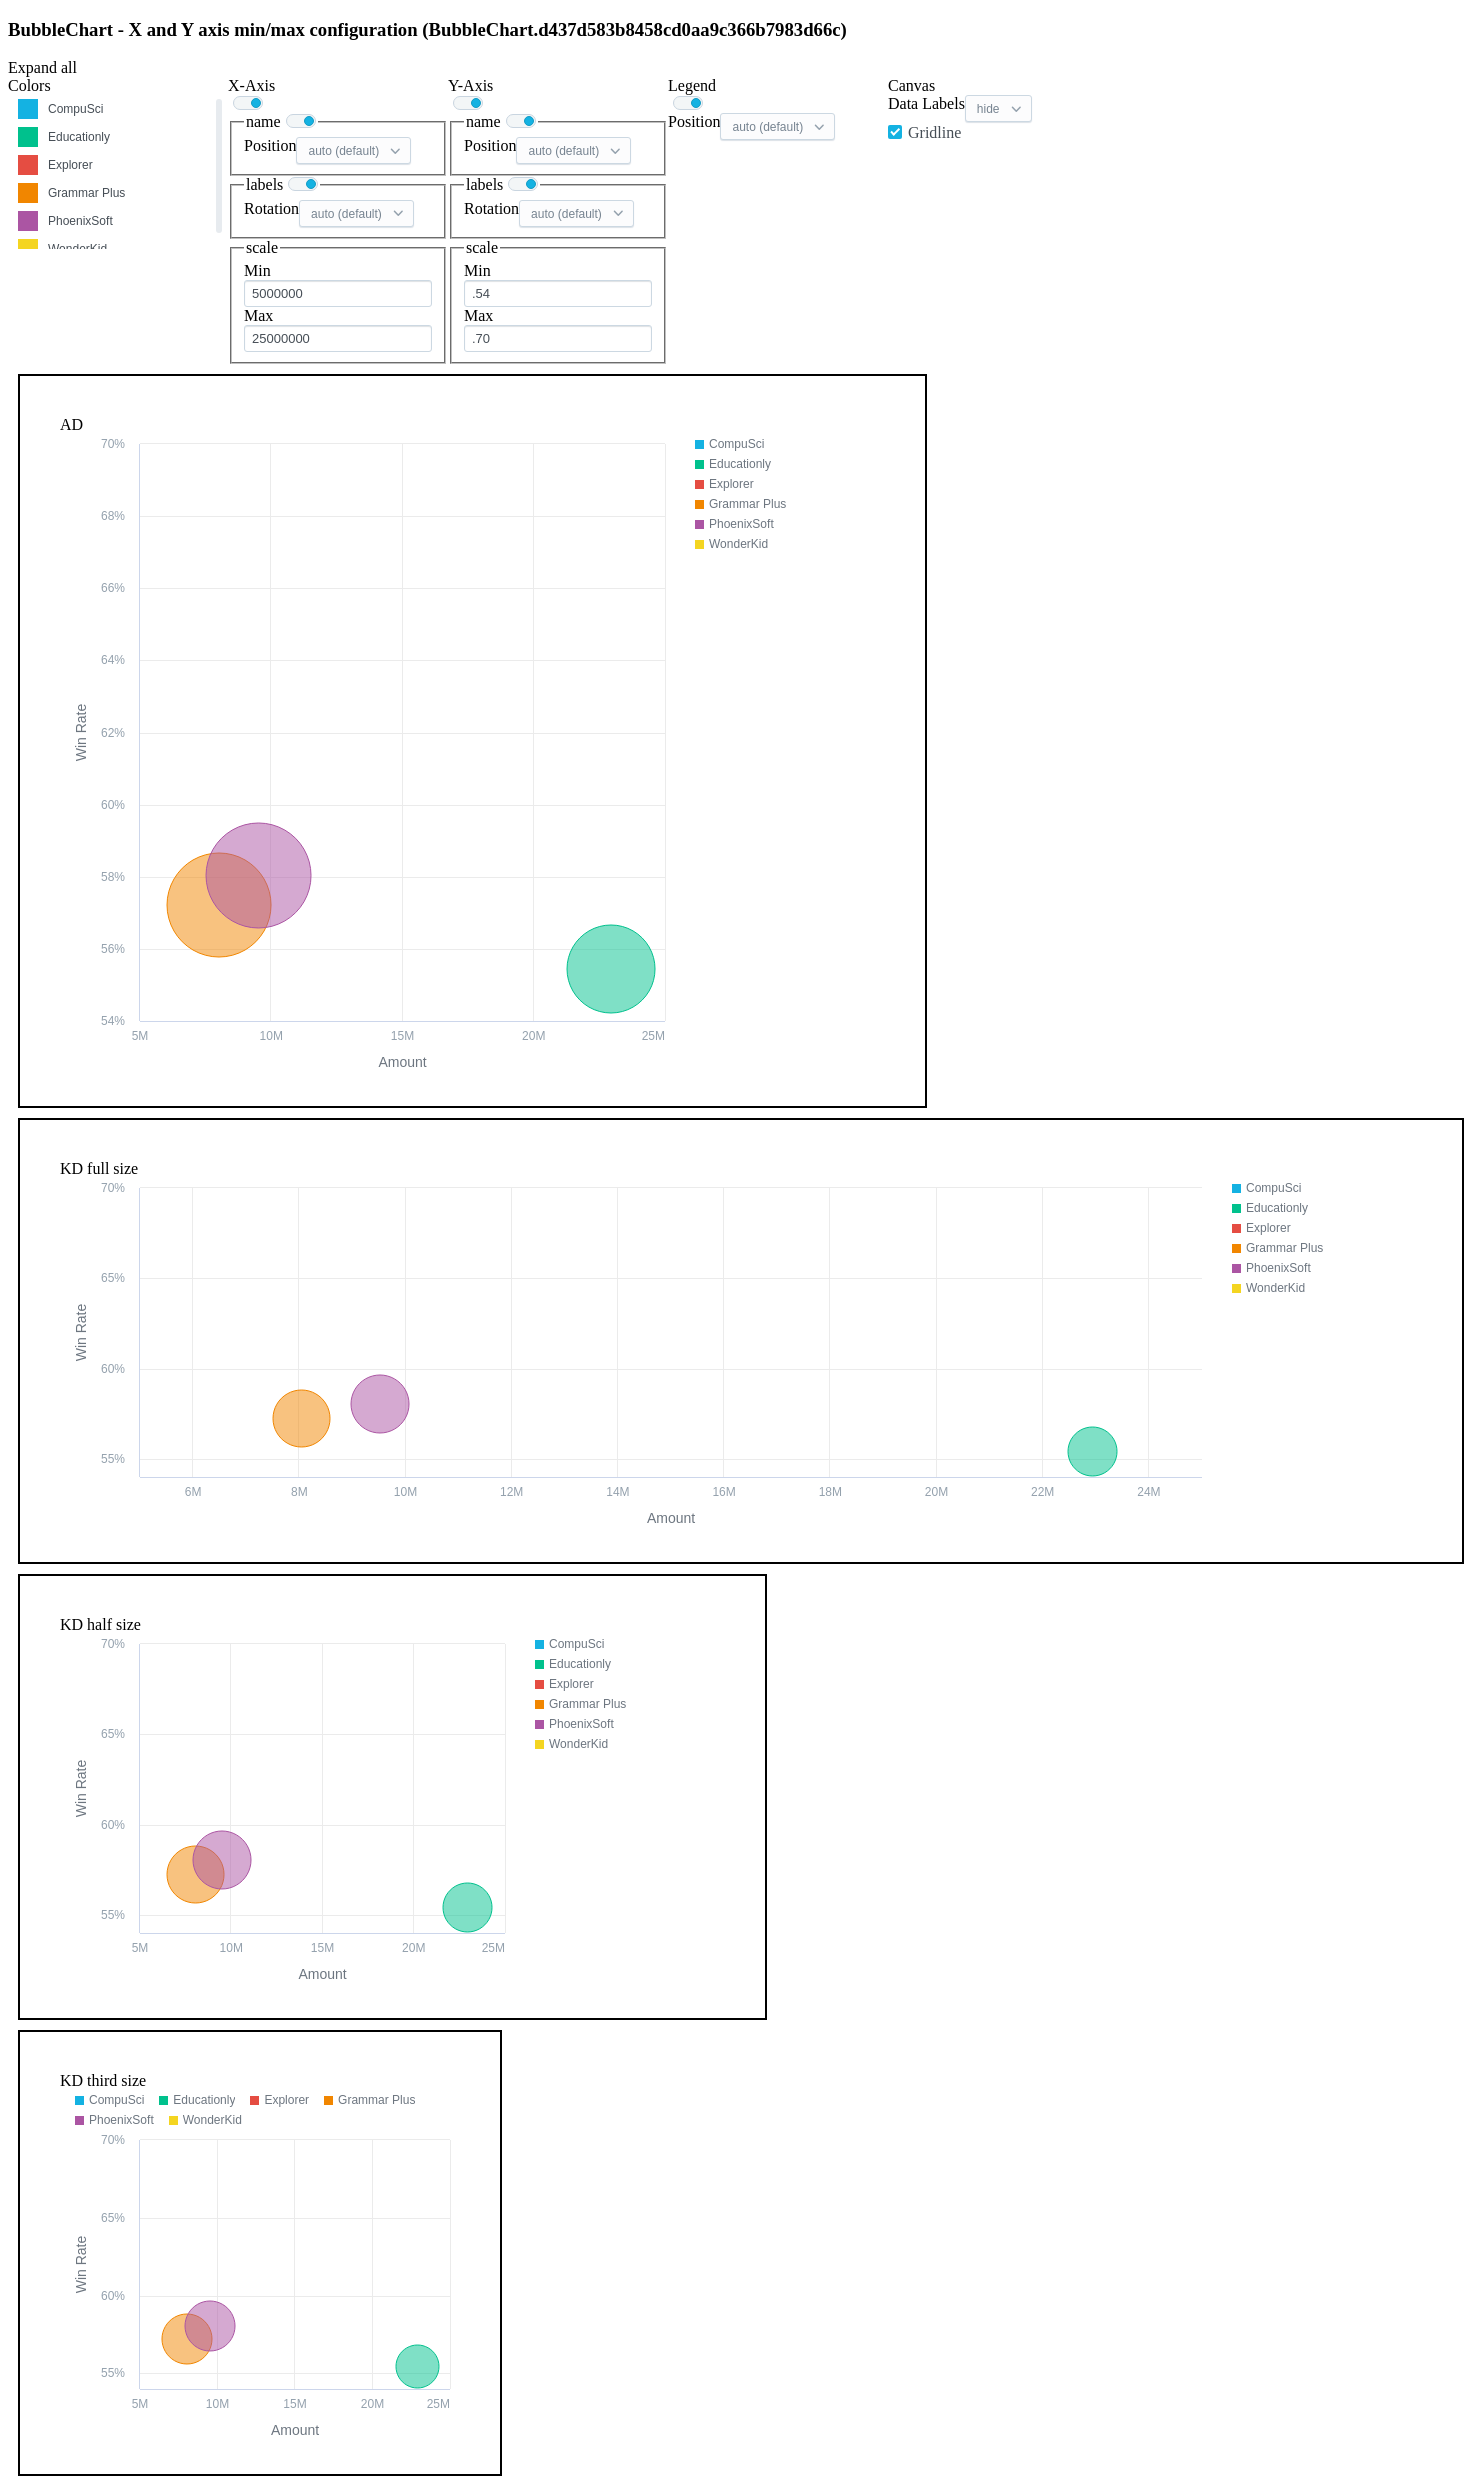 BubbleChart - X and Y axis min/max configuration (BubbleChart.d437d583b8458cd0aa9c366b7983d66c)
Expand all
Colors
CompuSci
Educationly
Explorer
Grammar Plus
PhoenixSoft
WonderKid
X-Axis
name
Position auto (default)
labels
Rotation auto (default)
scale
Min
5000000
Max
25000000
Y-Axis
name
Position auto (default)
labels
Rotation auto (default)
scale
Min
.54
Max
.70
Legend
Position auto (default)
Canvas
Data Labels hide
Gridline
AD
70%
68%
66%
64%
62%
60%
58%
56%
54%
Win Rate
5M 10M 15M 20M 25M
Amount
CompuSci
Educationly
Explorer
Grammar Plus
PhoenixSoft
WonderKid
KD full size
70%
65%
60%
55%
Win Rate
6M 8M 10M 12M 14M 16M 18M 20M 22M 24M
Amount
CompuSci
Educationly
Explorer
Grammar Plus
PhoenixSoft
WonderKid
KD half size
70%
65%
60%
55%
Win Rate
5M 10M 15M 20M 25M
Amount
CompuSci
Educationly
Explorer
Grammar Plus
PhoenixSoft
WonderKid
KD third size
CompuSci Educationly Explorer Grammar Plus
PhoenixSoft WonderKid
70%
65%
60%
55%
Win Rate
5M 10M 15M 20M 25M
Amount